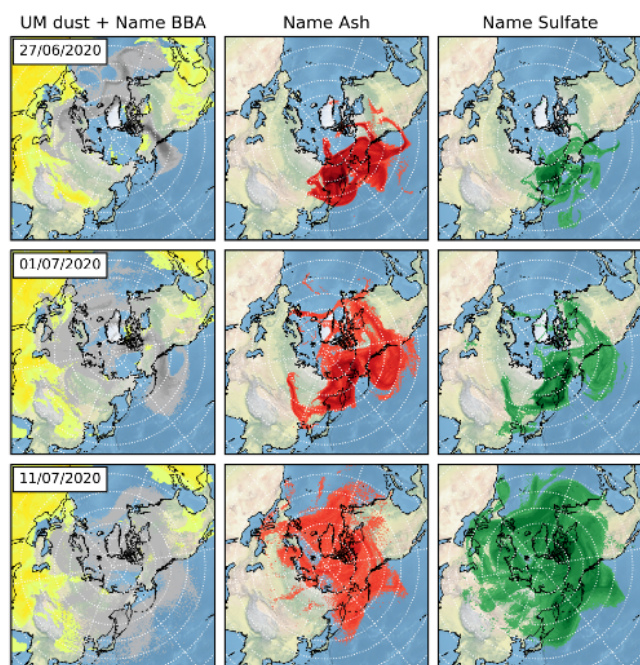 UM dust + Name BBA
Name Ash
Name Sulfate
27/06/2020
01/07/2020
11/07/2020